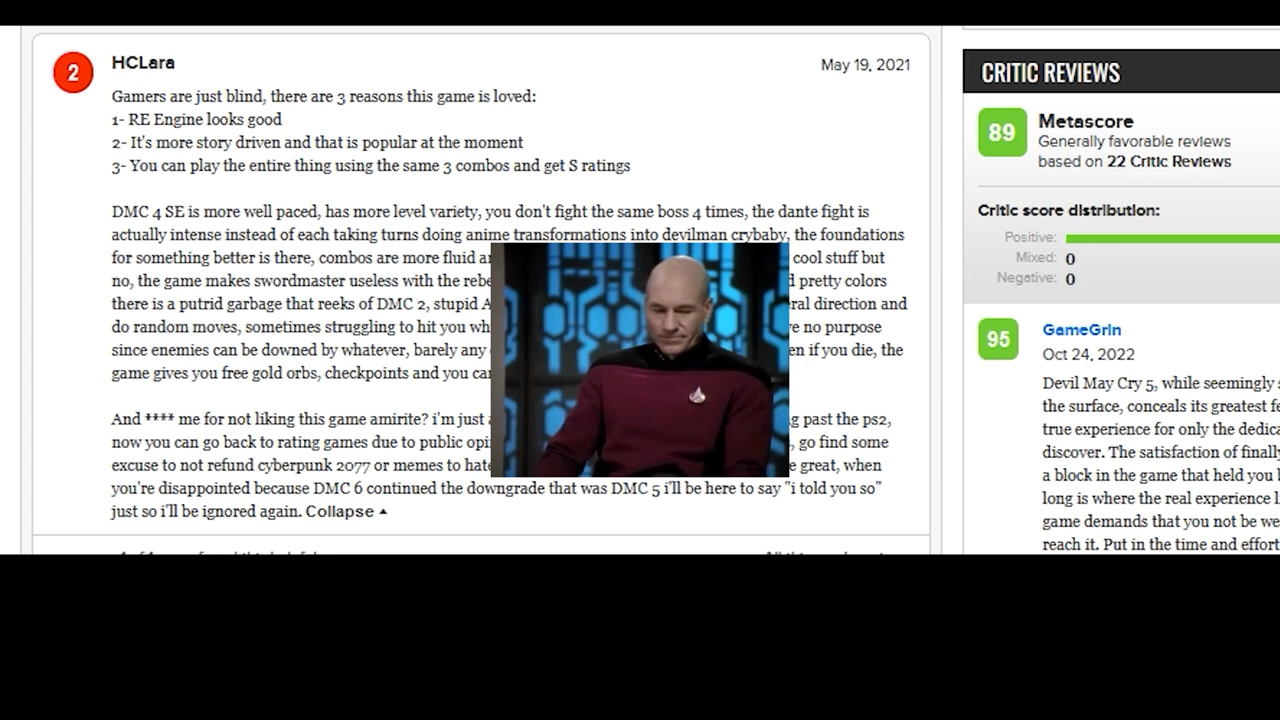 2
HCLara
May 19, 2021
Gamers are just blind, there are 3 reasons this game is loved:
1- RE Engine looks good
2- It's more story driven and that is popular at the moment
3- You can play the entire thing using the same 3 combos and get S ratings
DMC 4 SE is more well paced, has more level variety, you don't fight the same boss 4 times, the dante fight is
actually intense instead of each taking turns doing anime transformations into devilman crybaby, the foundations
for something better is there, combos are more fluid cool stuff but
no, the game makes swordmaster useless with the pretty colors
there is a putrid garbage that reeks of DMC 2, stupid direction and
do random moves, sometimes struggling to hit you no purpose
since enemies can be downed by whatever, barely any if you die, the
game gives you free gold orbs, checkpoints and you
And **** me for not liking this game amirite? i'm just past the ps2,
now you can go back to rating games due to public go find some
excuse to not refund cyberpunk 2077 or memes to great, when
you're disappointed because DMC 6 continued the downgrade that was DMC 5 i'll be here to say "i told you so"
just so i'll be ignored again. Collapse
CRITIC REVIEWS
89
Metascore
Generally favorable reviews
based on 22 Critic Reviews
Critic score distribution:
Positive:
Mixed: 0
Negative: 0
95
GameGrin
Oct 24, 2022
Devil May Cry 5, while seemingly
the surface, conceals its greatest
true experience for only the
discover. The satisfaction of
a block in the game that held you
long is where the real experience
game demands that you not be
reach it. Put in the time and effort